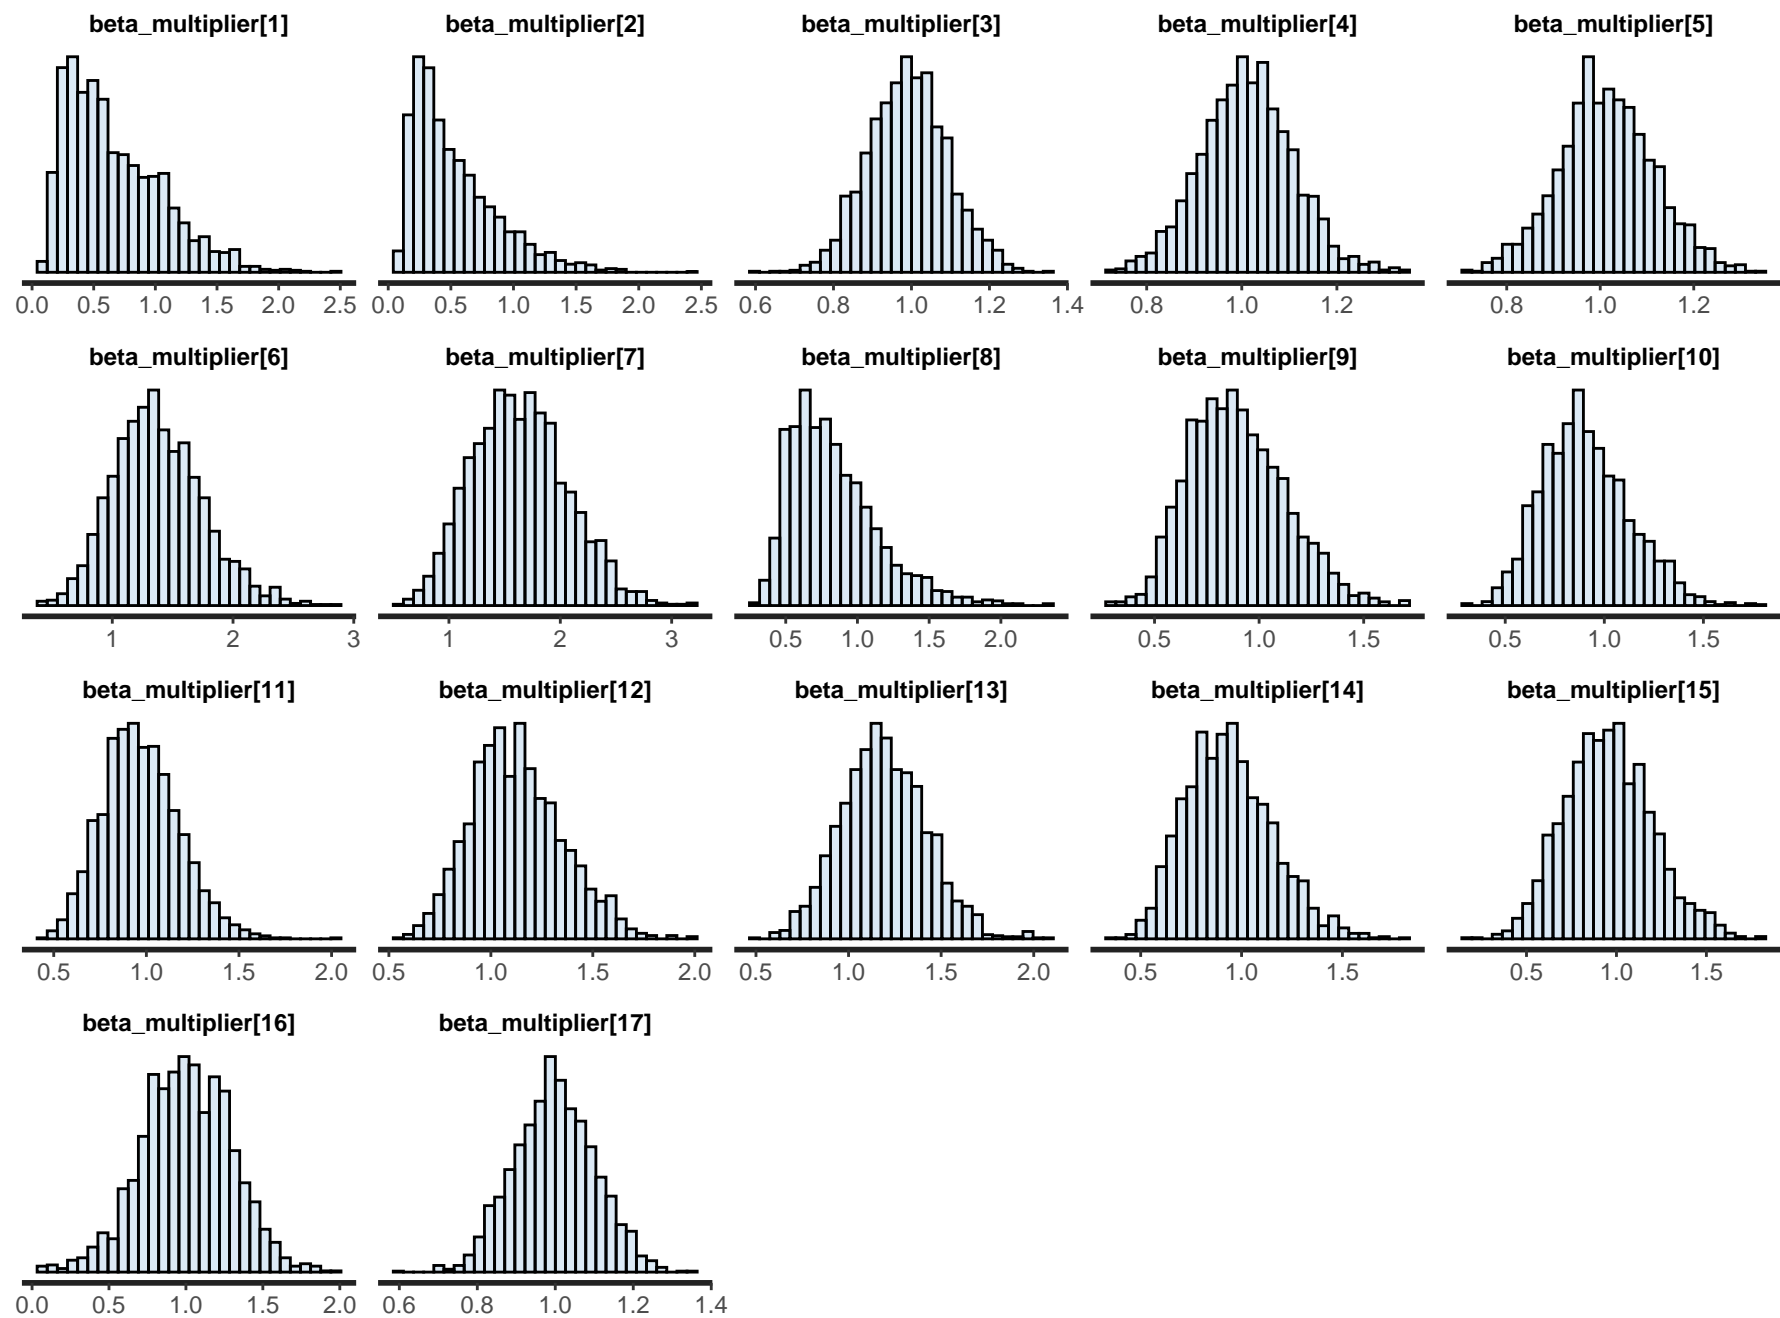 beta_multiplier[1] beta_multiplier[2] beta_multiplier[3] beta_multiplier[4] beta_multiplier[5]
0.0 0.5 1.0 1.5 2.0 2.5 0.0 0.5 1.0 1.5 2.0 2.5 0.6 0.8 1.0 1.2 1.4 0.8 1.0 1.2 0.8 1.0 1.2
beta_multiplier[6] beta_multiplier[7] beta_multiplier[8] beta_multiplier[9] beta_multiplier[10]
1 2 3 1 2 3 0.5 1.0 1.5 2.0 0.5 1.0 1.5 0.5 1.0 1.5
beta_multiplier[11] beta_multiplier[12] beta_multiplier[13] beta_multiplier[14] beta_multiplier[15]
0.5 1.0 1.5 2.0 0.5 1.0 1.5 2.0 0.5 1.0 1.5 2.0 0.5 1.0 1.5 0.5 1.0 1.5
beta_multiplier[16] beta_multiplier[17]
0.0 0.5 1.0 1.5 2.0 0.6 0.8 1.0 1.2 1.4